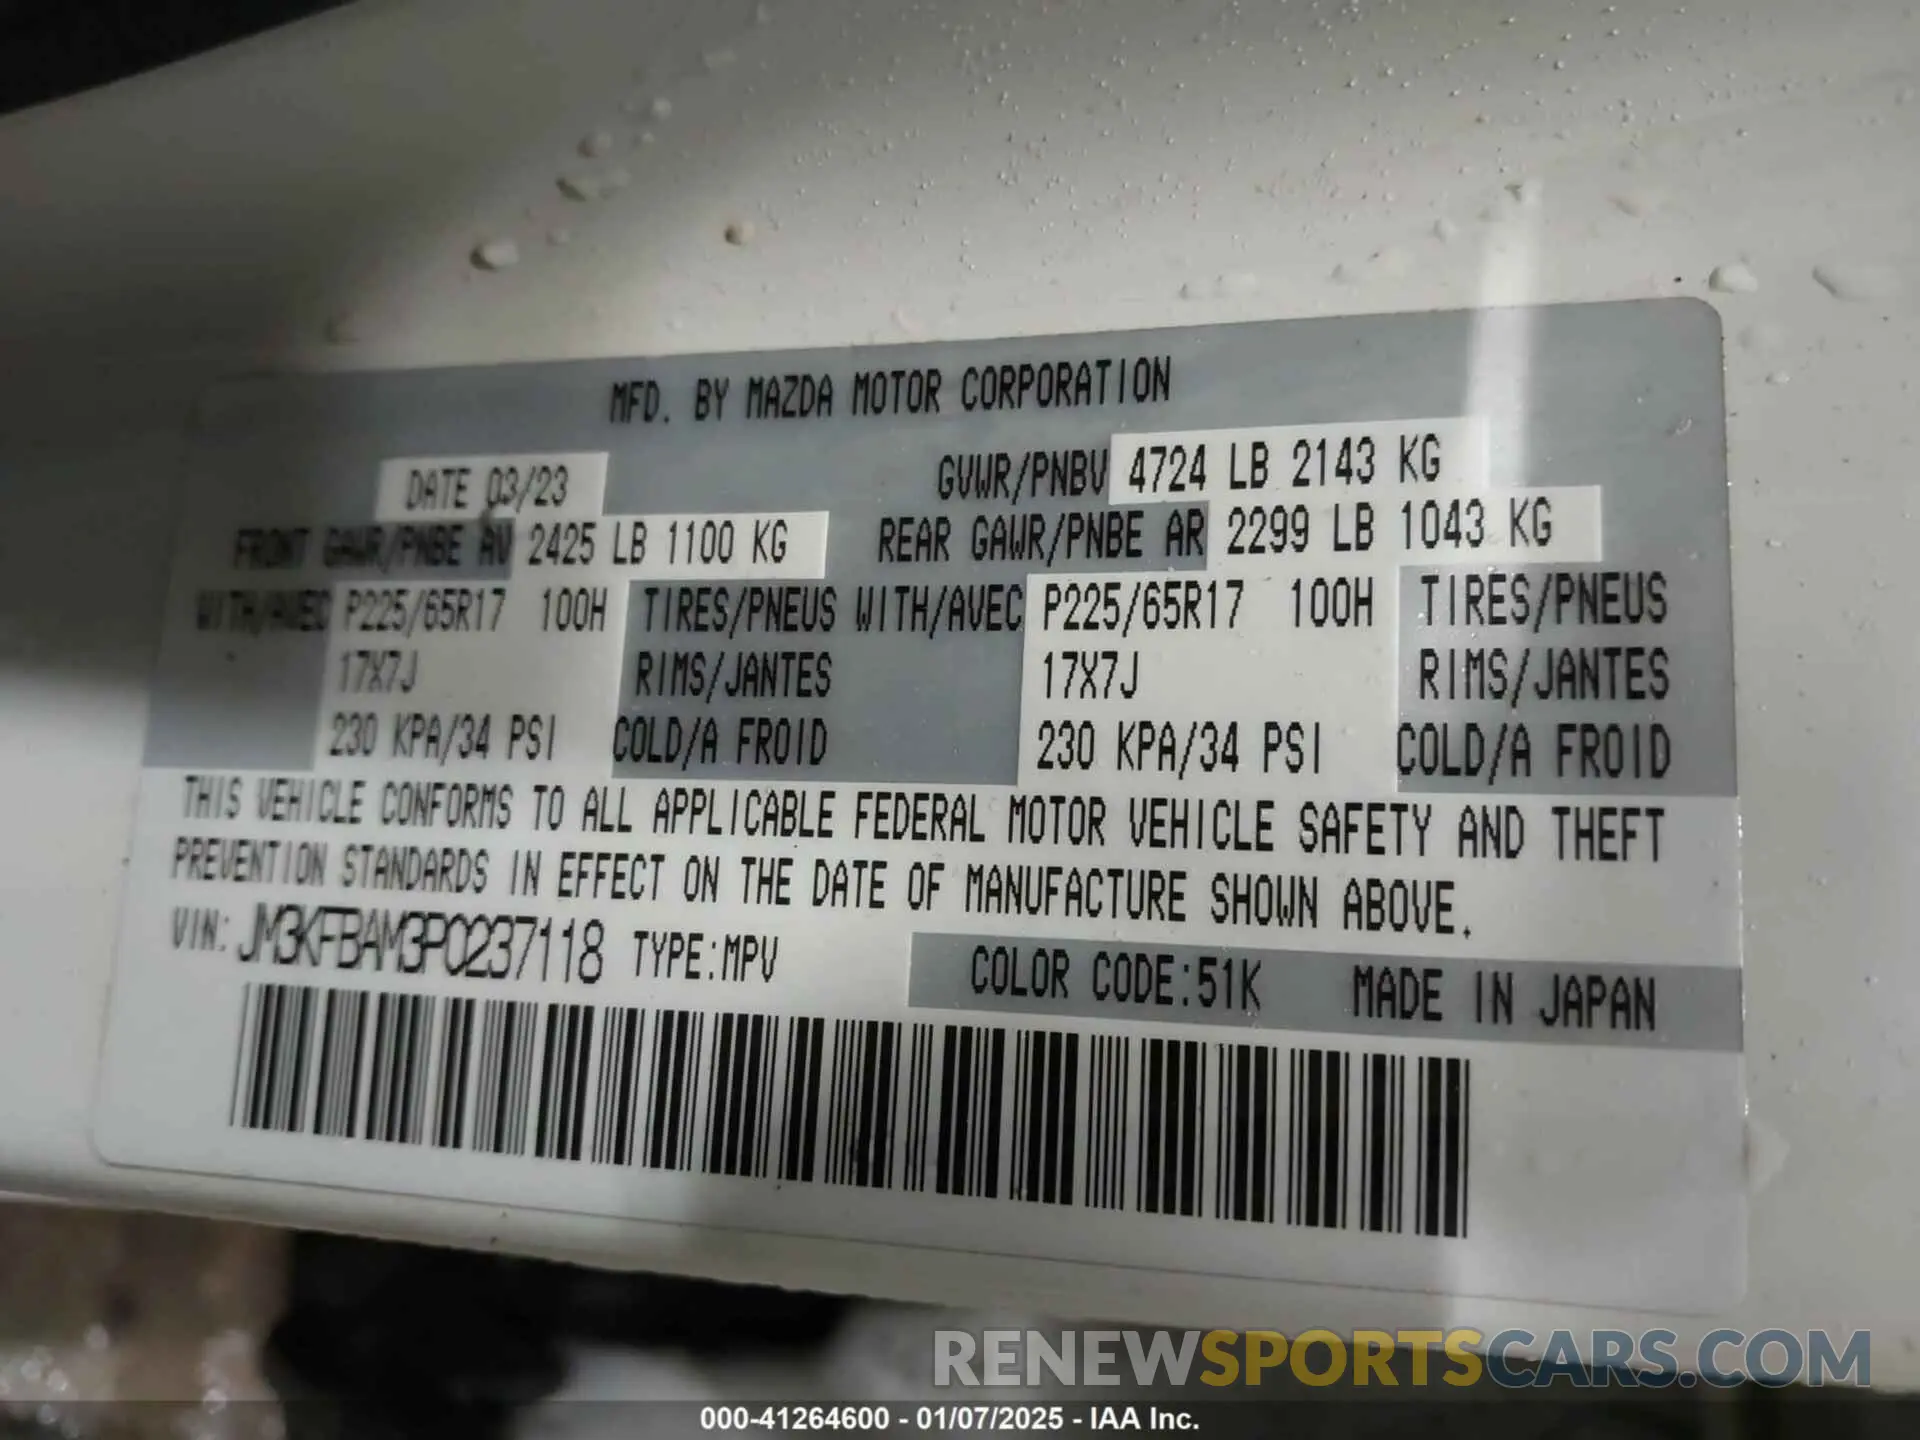 MFD. BY MAZDA MOTOR CORPORATION
DATE 03/23 GVWR/PNBV 4724 LB 2143 KG
FRONT GAWR/PNBE AV 2425 LB 1100 KG REAR GAWR/PNBE AR 2299 LB 1043 KG
WITH/AVEC P225/65R17 100H TIRES/PNEUS WITH/AVEC P225/65R17 100H TIRES/PNEUS
17X7J RIMS/JANTES 17X7J RIMS/JANTES
230 KPA/34 PSI COLD/A FROID 230 KPA/34 PSI COLD/A FROID
THIS VEHICLE CONFORMS TO ALL APPLICABLE FEDERAL MOTOR VEHICLE SAFETY AND THEFT
PREVENTION STANDARDS IN EFFECT ON THE DATE OF MANUFACTURE SHOWN ABOVE.
VIN: JM3KFBAM3P0237118 TYPE:MPV COLOR CODE:51K MADE IN JAPAN
RENEWSPORTSCARS.COM
000-41264600 - 01/07/2025 - IAA Inc.